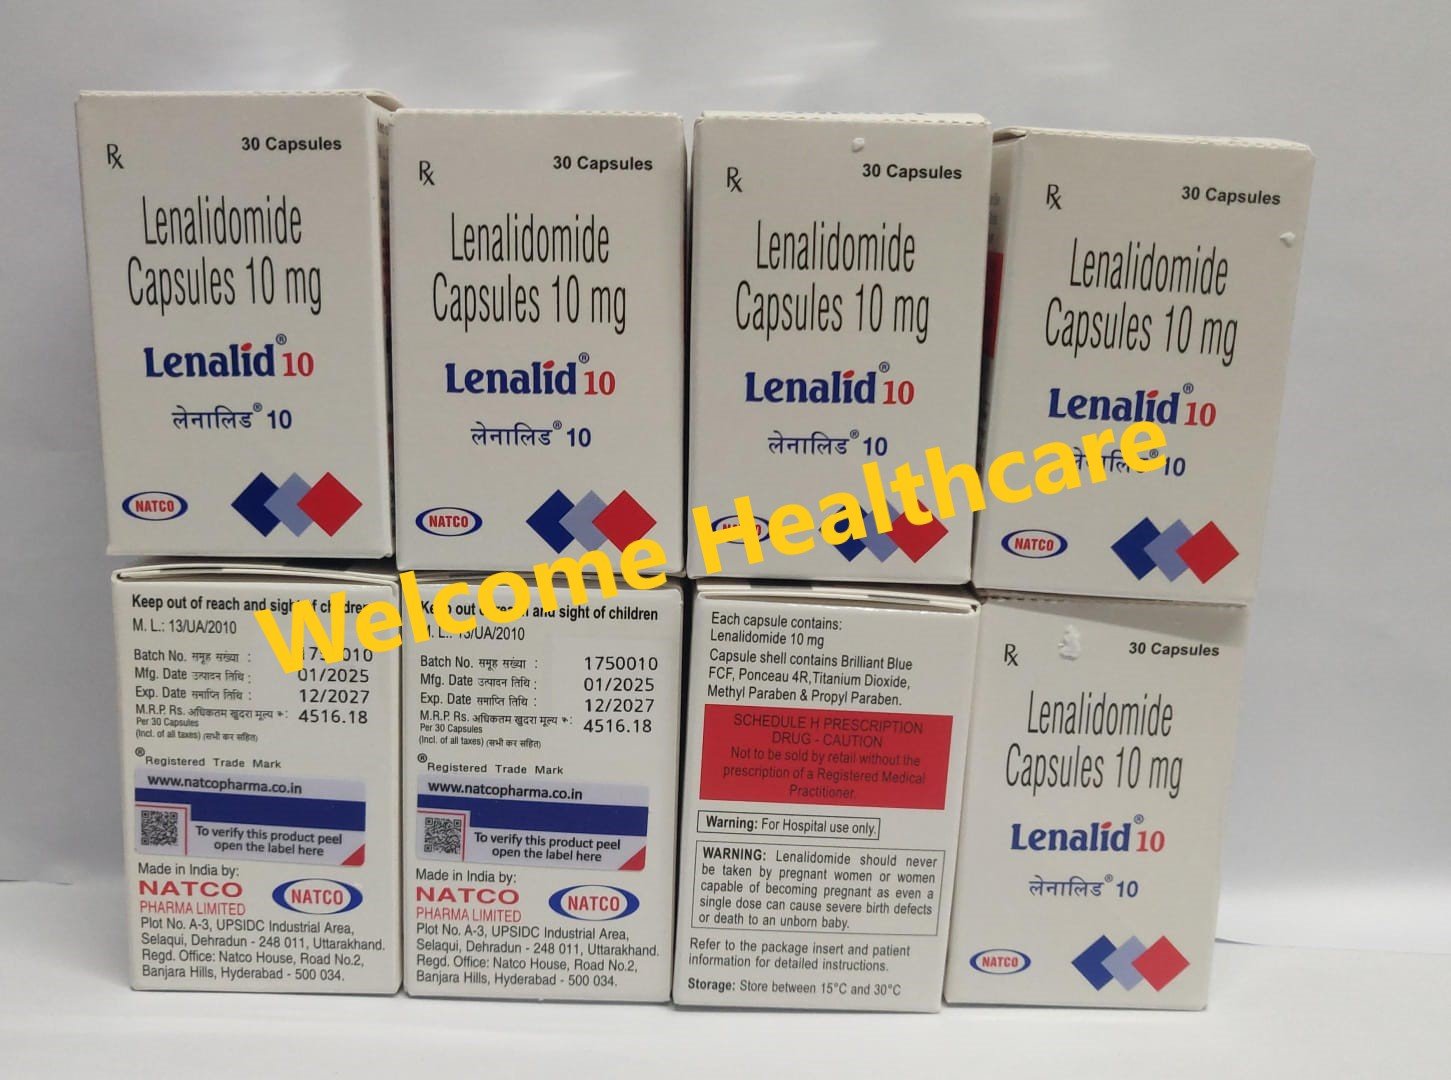 30 Capsules
Rx
Lenalidomide
Capsules 10 mg
Lenalid® 10
लेनालिड® 10
NATCO
30 Capsules
Rx
Lenalidomide
Capsules 10 mg
Lenalid® 10
लेनालिड® 10
NATCO
30 Capsules
Rx
Lenalidomide
Capsules 10 mg
Lenalid® 10
लेनालिड® 10
NATCO
30 Capsules
Rx
Lenalidomide
Capsules 10 mg
Lenalid® 10
® 10
NATCO
Welcome Healthcare
Keep out of reach and sight of children
M. L.: 13/UA/2010
Batch No. समूह संख्या :
Mfg. Date उत्पादन तिथि : 01/2025
Exp. Date समाप्ति तिथि : 12/2027
M.R.P. Rs. अधिकतम खुदरा मूल्य रू: 4516.18
Per 30 Capsules
(Incl. of all taxes) (सभी कर सहित)
® Registered Trade Mark
www.natcopharma.co.in
To verify this product peel
open the label here
Made in India by:
NATCO
PHARMA LIMITED
NATCO
Plot No. A-3, UPSIDC Industrial Area,
Selaqui, Dehradun - 248 011, Uttarakhand.
Regd. Office: Natco House, Road No.2,
Banjara Hills, Hyderabad - 500 034.
Keep out of reach and sight of children
M. L.: 13/UA/2010
Batch No. समूह संख्या : 1750010
Mfg. Date उत्पादन तिथि : 01/2025
Exp. Date समाप्ति तिथि : 12/2027
M.R.P. Rs. अधिकतम खुदरा मूल्य रू: 4516.18
Per 30 Capsules
(Incl. of all taxes) (सभी कर सहित)
® Registered Trade Mark
www.natcopharma.co.in
To verify this product peel
open the label here
Made in India by:
NATCO
PHARMA LIMITED
NATCO
Plot No. A-3, UPSIDC Industrial Area,
Selaqui, Dehradun - 248 011, Uttarakhand.
Regd. Office: Natco House, Road No.2,
Banjara Hills, Hyderabad - 500 034.
Each capsule contains:
Lenalidomide 10 mg
Capsule shell contains Brilliant Blue
FCF, Ponceau 4R,Titanium Dioxide,
Methyl Paraben & Propyl Paraben.
SCHEDULE H PRESCRIPTION
DRUG - CAUTION
Not to be sold by retail without the
prescription of a Registered Medical
Practitioner.
Warning: For Hospital use only.
WARNING: Lenalidomide should never
be taken by pregnant women or women
capable of becoming pregnant as even a
single dose can cause severe birth defects
or death to an unborn baby.
Refer to the package insert and patient
information for detailed instructions.
Storage: Store between 15°C and 30°C
30 Capsules
Rx
Lenalidomide
Capsules 10 mg
Lenalid® 10
लेनालिड® 10
NATCO